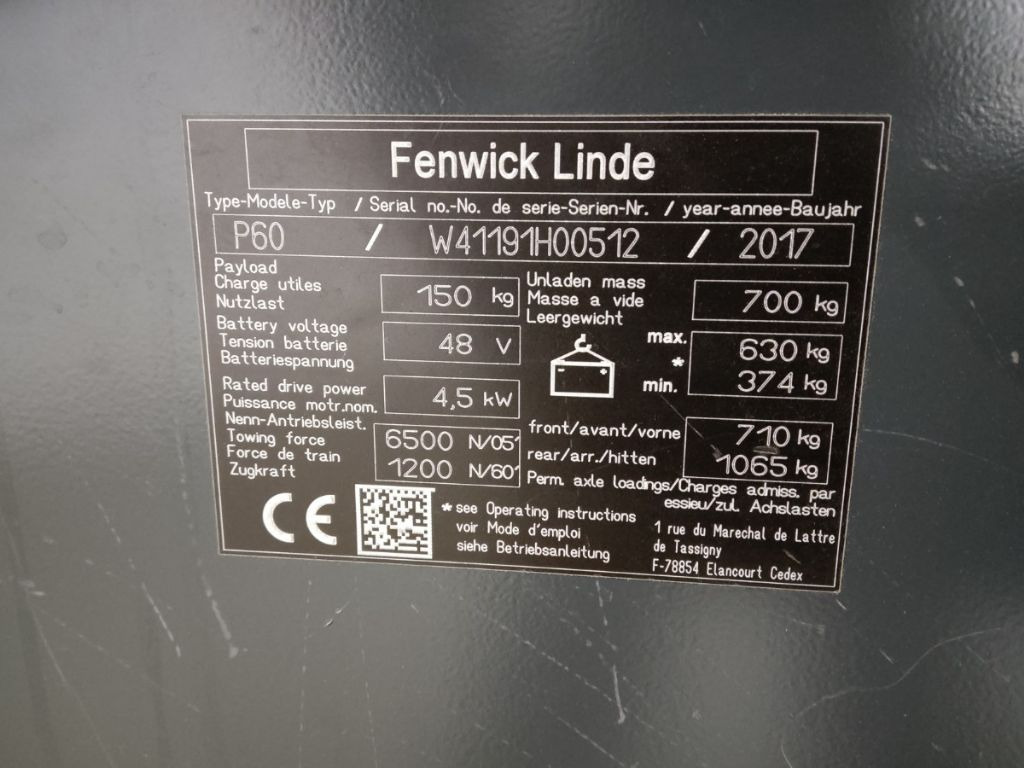 Fenwick Linde
Type-Modele-Typ / Serial no.-No. de serie-Serien-Nr. / year-annee-Baujahr
P60 / W41191H00512 / 2017
Payload
Charge utiles
Nutzlast
150 kg
Unladen mass
Masse a vide
Leergewicht
700 kg
Battery voltage
Tension batterie
Batteriespannung
48 V
max.
630 kg
*
min.
374 kg
Rated drive power
Puissance motr.nom.
Nenn-Antriebsleist.
4,5 kW
Towing force
Force de train
Zugkraft
6500 N/05'
1200 N/60'
front/avant/vorne
710 kg
rear/arr./hitten
1065 kg
Perm. axle loadings/Charges admiss. par
essieu/zul. Achslasten
CE
*see Operating instructions
voir Mode d'emploi
siehe Betriebsanleitung
1 rue du Marechal de Lattre
de Tassigny
F-78854 Elancourt Cedex